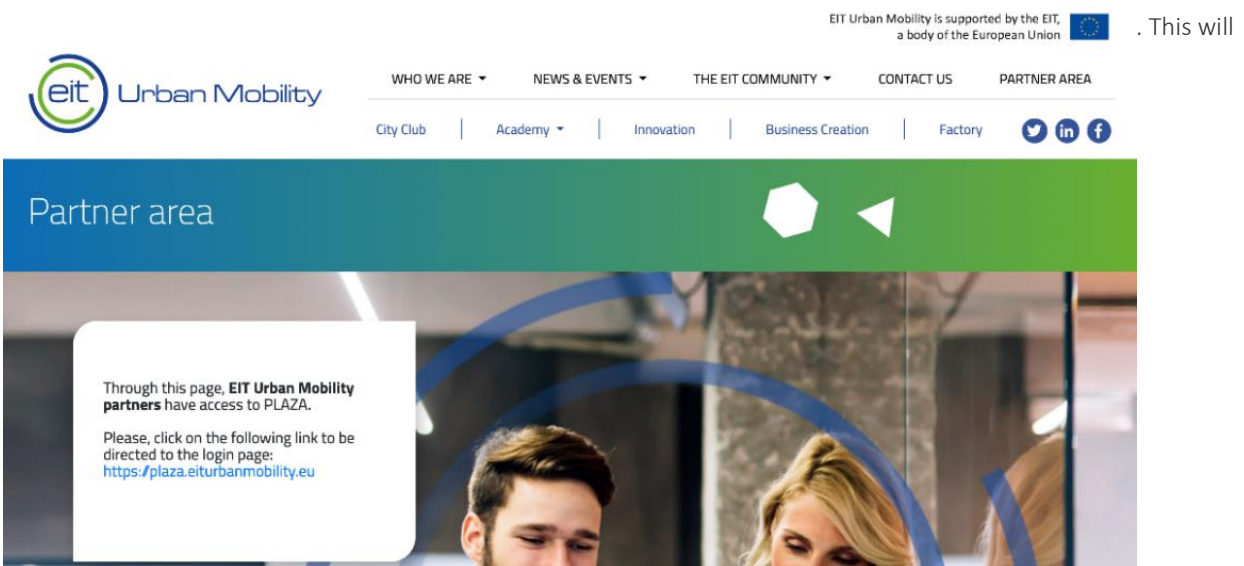 EIT Urban Mobility is supported by the EIT,
a body of the European Union
. This will
eit Urban Mobility
WHO WE ARE NEWS & EVENTS THE EIT COMMUNITY CONTACT US PARTNER AREA
City Club | Academy | Innovation | Business Creation | Factory
Partner area
Through this page, EIT Urban Mobility
partners have access to PLAZA.
Please, click on the following link to be
directed to the login page:
https://plaza.eiturbanmobility.eu